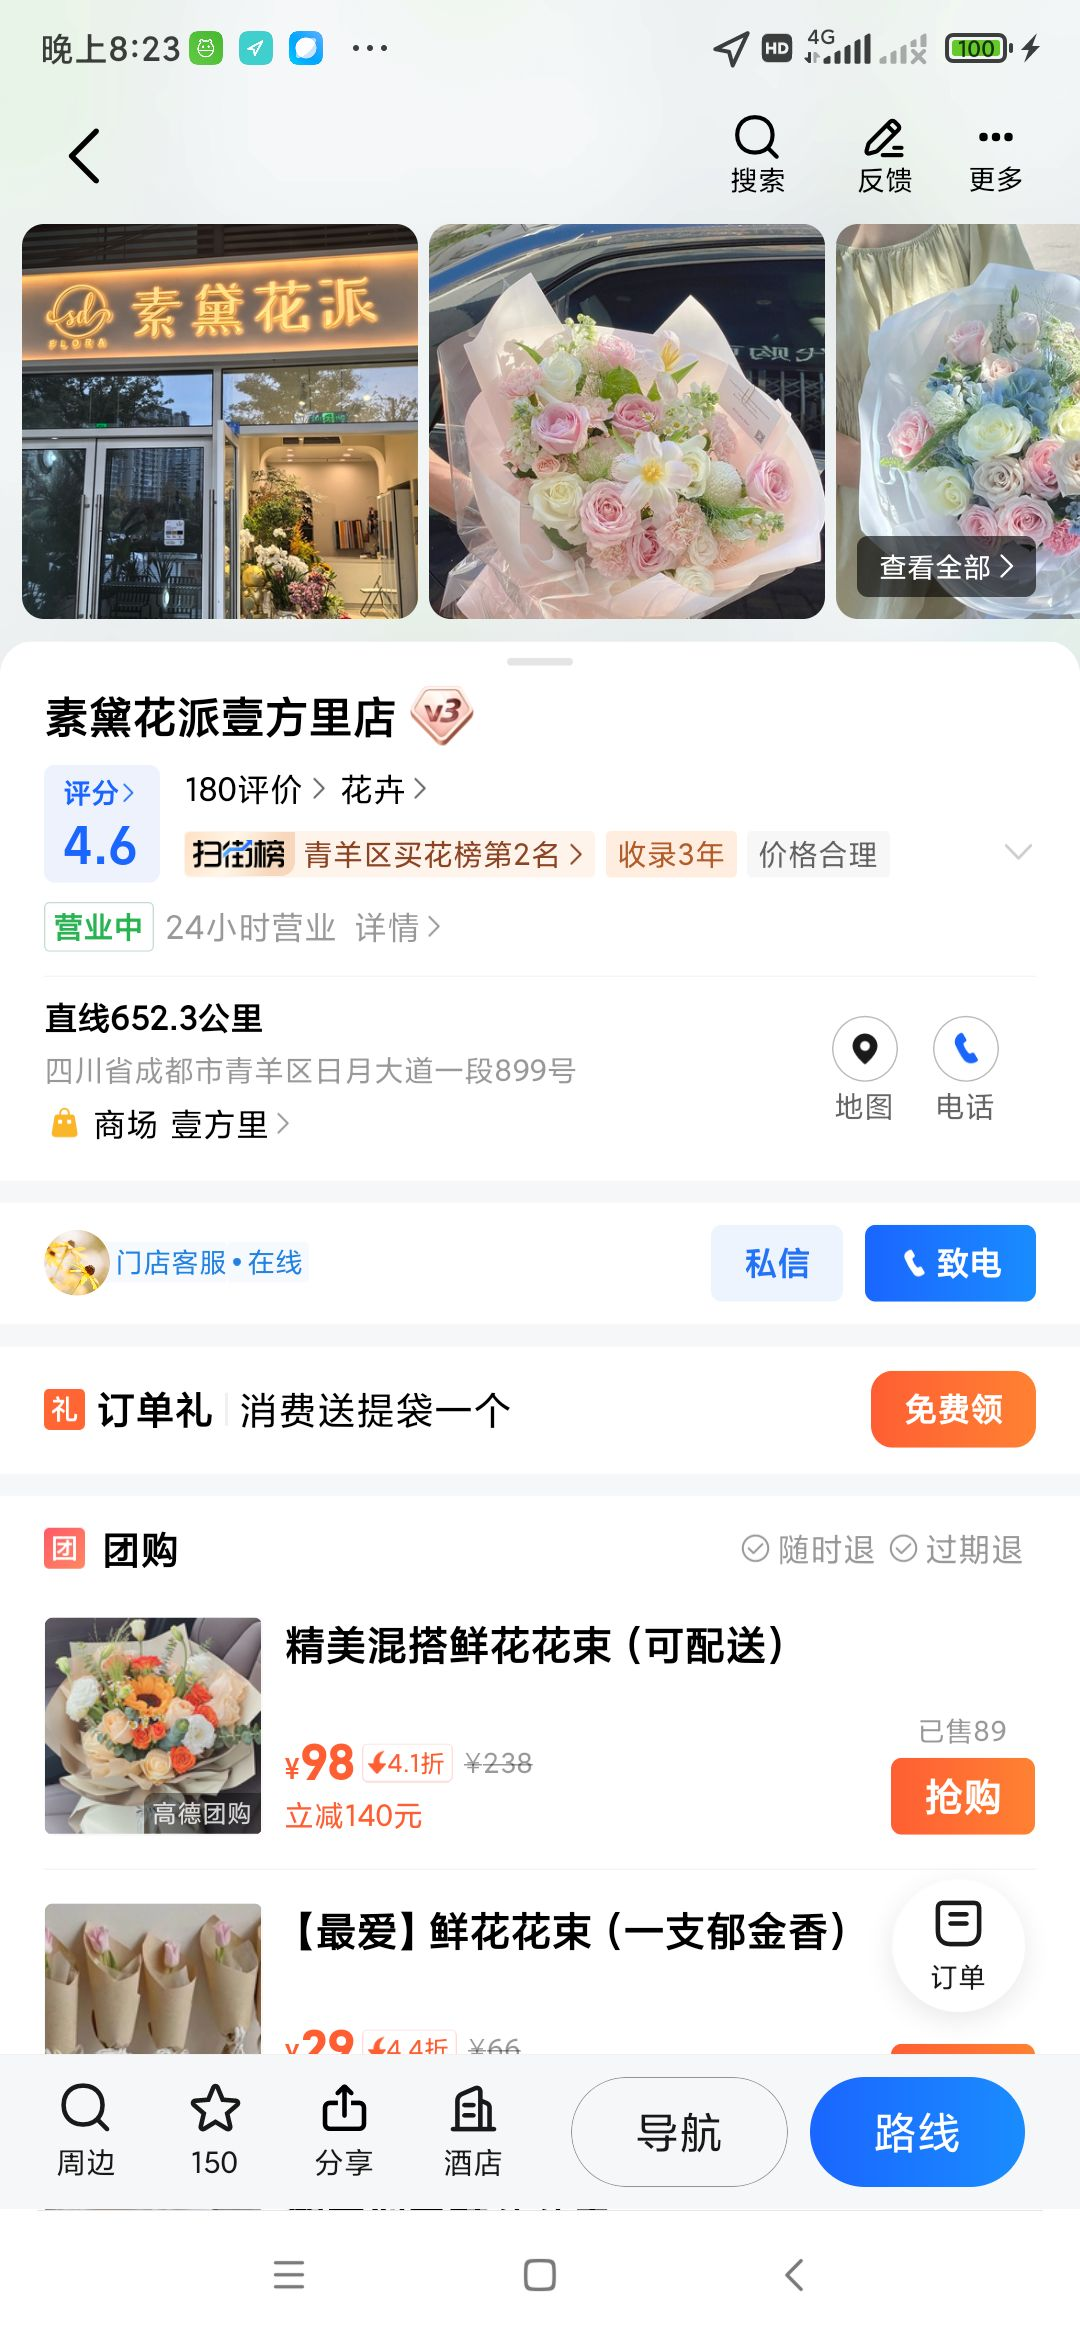 晚上8:23
HD 4G 100
搜索 反馈 更多
sd 素黛花派
FLORA
查看全部
素黛花派壹方里店 v3
评分 180评价 花卉
4.6 扫街榜 青羊区买花榜第2名 收录3年 价格合理
营业中 24小时营业 详情
直线652.3公里
四川省成都市青羊区日月大道一段899号
商场 壹方里
地图 电话
门店客服•在线 私信 致电
礼 订单礼 消费送提袋一个 免费领
团 团购 随时退 过期退
精美混搭鲜花花束（可配送）
已售89
¥98 4.1折 ¥238
抢购
立减140元
高德团购
【最爱】鲜花花束（一支郁金香）
订单
¥29 4.4折 ¥66
周边 150 分享 酒店 导航 路线